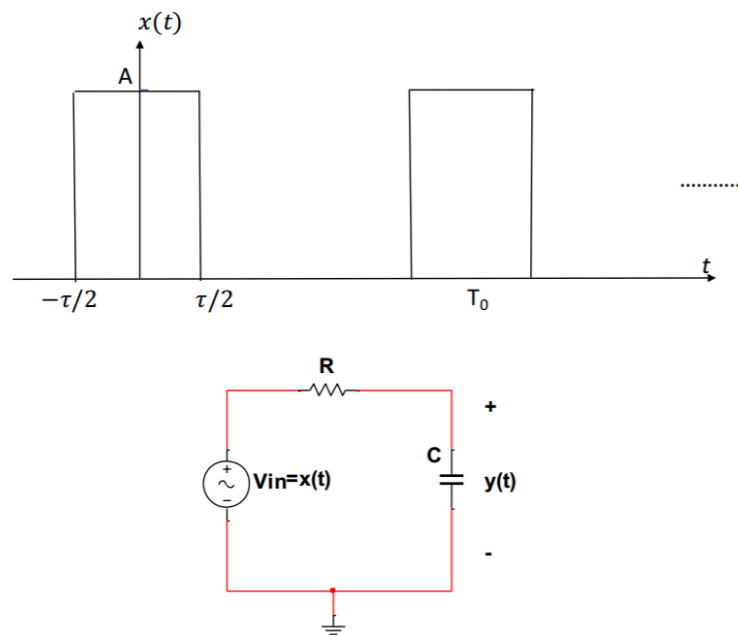 x(t)
A
...........
t
−τ/2 τ/2 T₀
R
+
+
C
Vin=x(t) y(t)
−
-